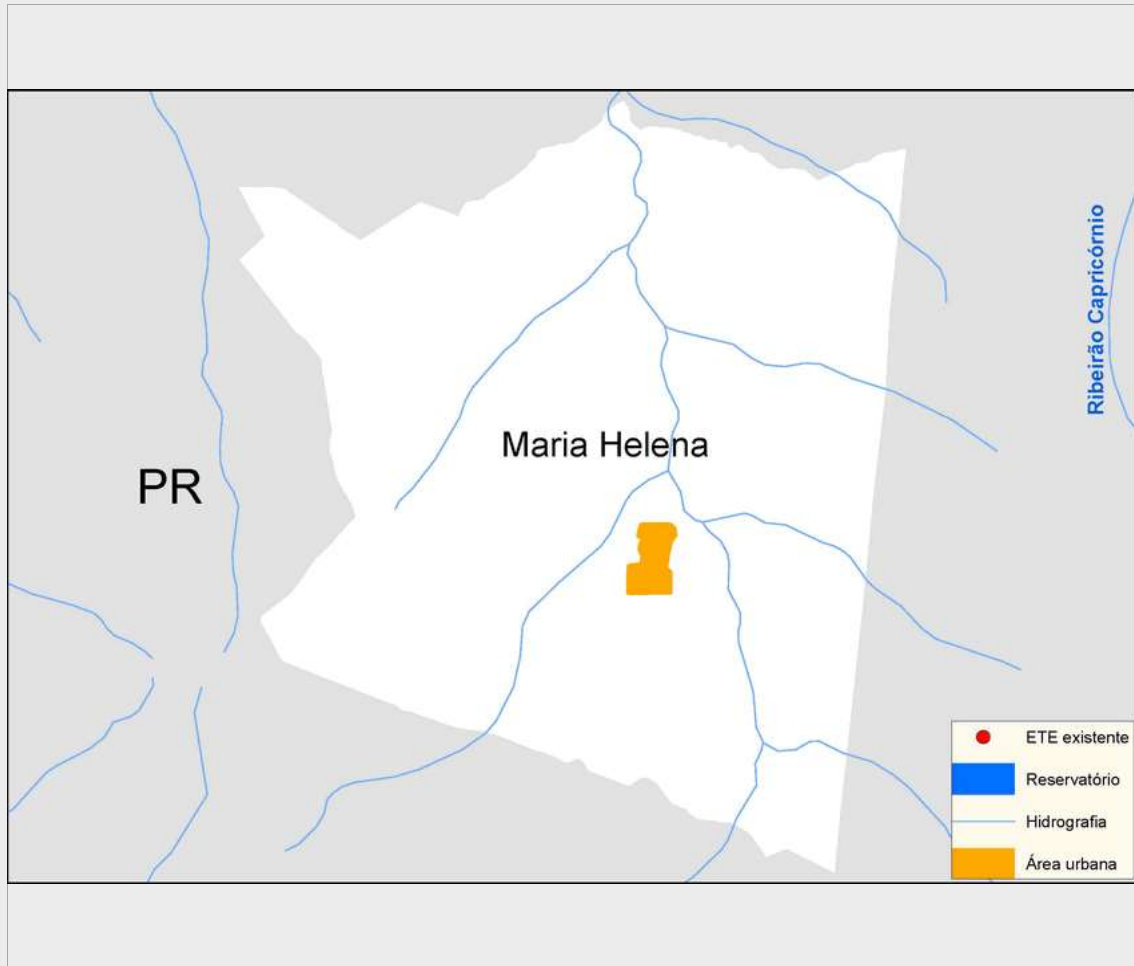 Ribeirão Capricórnio
Maria Helena
PR
ETE existente
Reservatório
Hidrografia
Área urbana